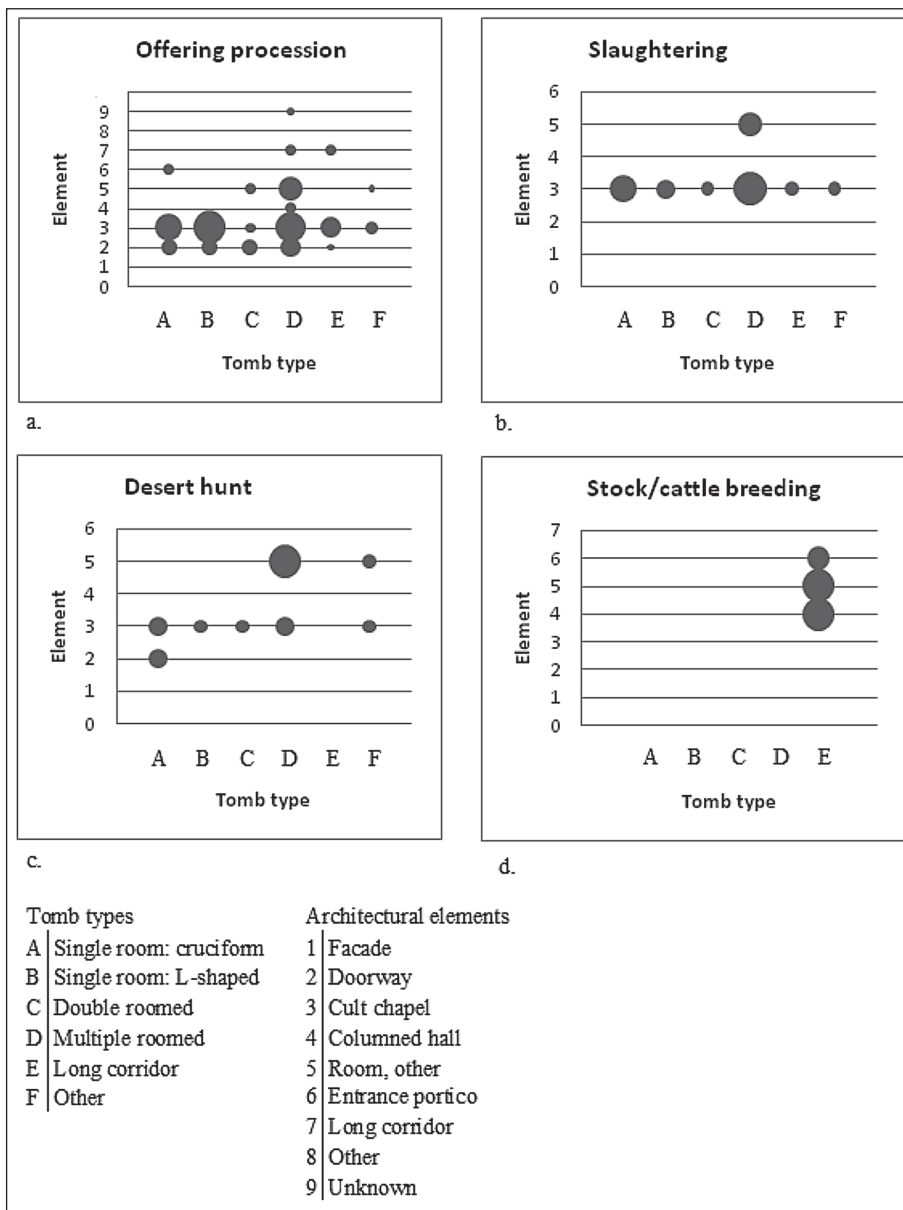 Offering procession
Element
9
8
7
6
5
4
3
2
1
0
A B C D E F
Tomb type
a.
Slaughtering
Element
6
5
4
3
2
1
0
A B C D E F
Tomb type
b.
Desert hunt
Element
6
5
4
3
2
1
0
A B C D E F
Tomb type
c.
Stock/cattle breeding
Element
7
6
5
4
3
2
1
0
A B C D E
Tomb type
d.
Tomb types
A Single room: cruciform
B Single room: L-shaped
C Double roomed
D Multiple roomed
E Long corridor
F Other
Architectural elements
1 Facade
2 Doorway
3 Cult chapel
4 Columned hall
5 Room, other
6 Entrance portico
7 Long corridor
8 Other
9 Unknown